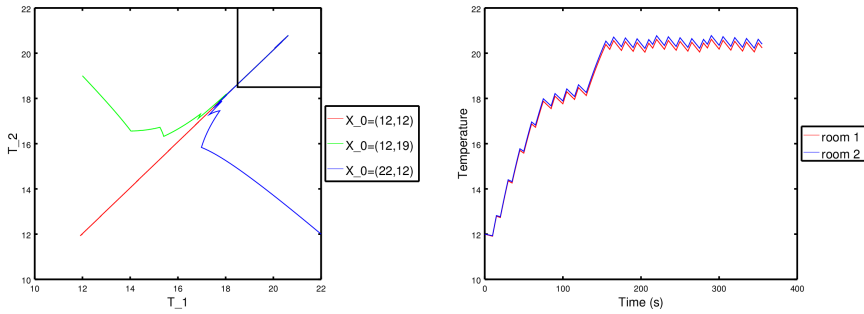 22
20
18
16
14
12
10
T_2
10 12 14 16 18 20 22
T_1
X_0=(12,12)
X_0=(12,19)
X_0=(22,12)
22
20
18
16
14
12
10
Temperature
0 100 200 300 400
Time (s)
room 1
room 2